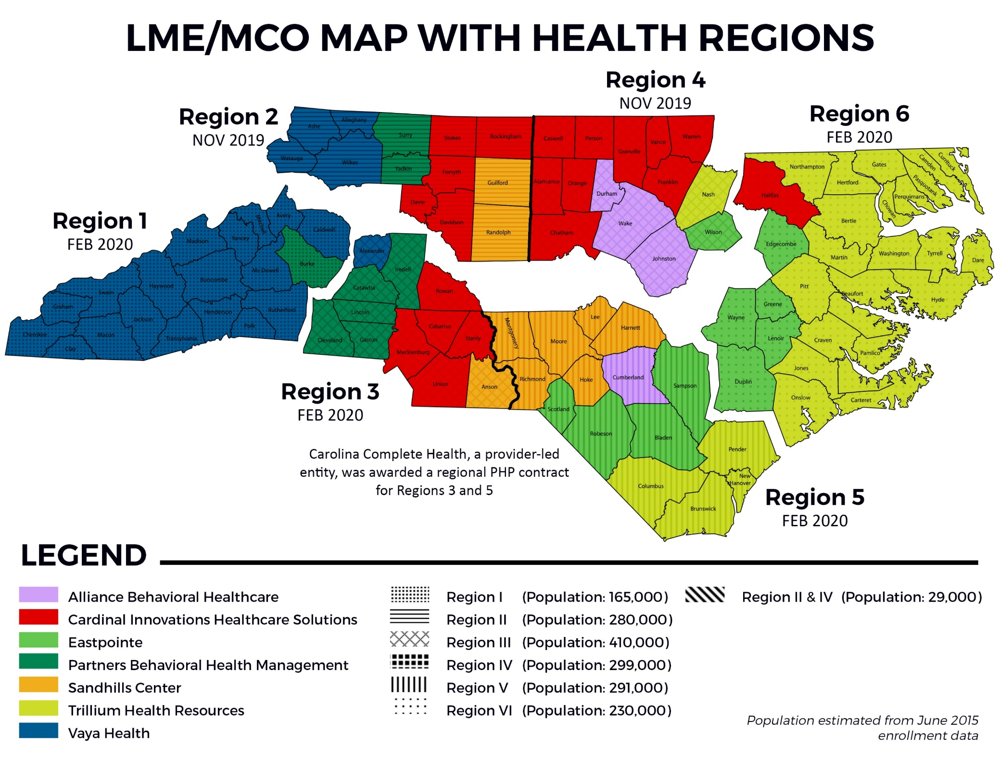 LME/MCO MAP WITH HEALTH REGIONS
Region 4
NOV 2019
Region 2
NOV 2019
Region 6
FEB 2020
Ashe
Alleghany
Surry
Stokes
Rockingham
Watauga
Wilkes
Yadkin
Forsyth
Guilford
Davie
Davidson
Randolph
Caswell
Person
Granville
Vance
Warren
Alamance
Orange
Durham
Franklin
Nash
Wake
Chatham
Wilson
Johnston
Northampton
Gates
Camden
Currituck
Hertford
Pasquotank
Halifax
Perquimans
Chowan
Bertie
Edgecombe
Martin
Washington
Tyrrell
Dare
Pitt
Beaufort
Hyde
Greene
Wayne
Lenoir
Craven
Pamlico
Jones
Duplin
Onslow
Carteret
Region 1
FEB 2020
Avery
Mitchell
Caldwell
Yancey
Madison
Burke
Mc Dowell
Buncombe
Haywood
Swain
Graham
Jackson
Henderson
Rutherford
Polk
Cherokee
Macon
Transylvania
Clay
Alexander
Iredell
Catawba
Rowan
Lincoln
Cabarrus
Stanly
Cleveland
Gaston
Mecklenburg
Union
Anson
Region 3
FEB 2020
Montgomery
Moore
Lee
Harnett
Richmond
Hoke
Cumberland
Sampson
Scotland
Robeson
Bladen
Pender
New
Hanover
Columbus
Brunswick
Region 5
FEB 2020
Carolina Complete Health, a provider-led
entity, was awarded a regional PHP contract
for Regions 3 and 5
LEGEND
Alliance Behavioral Healthcare
Cardinal Innovations Healthcare Solutions
Eastpointe
Partners Behavioral Health Management
Sandhills Center
Trillium Health Resources
Vaya Health
Region I (Population: 165,000)
Region II (Population: 280,000)
Region III (Population: 410,000)
Region IV (Population: 299,000)
Region V (Population: 291,000)
Region VI (Population: 230,000)
Region II & IV (Population: 29,000)
Population estimated from June 2015
enrollment data